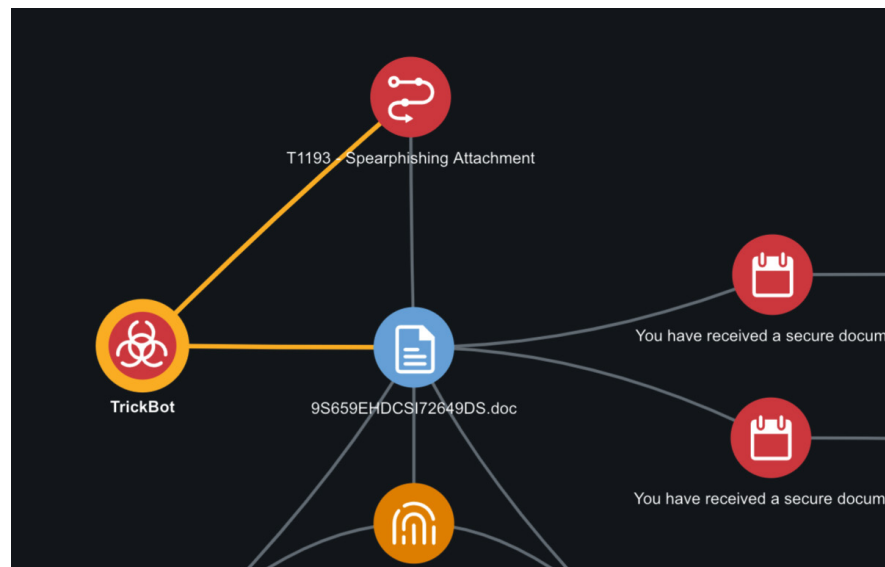 T1193 - Spearphishing Attachment
You have received a secure docum
TrickBot
9S659EHDCSI72649DS.doc
You have received a secure docum